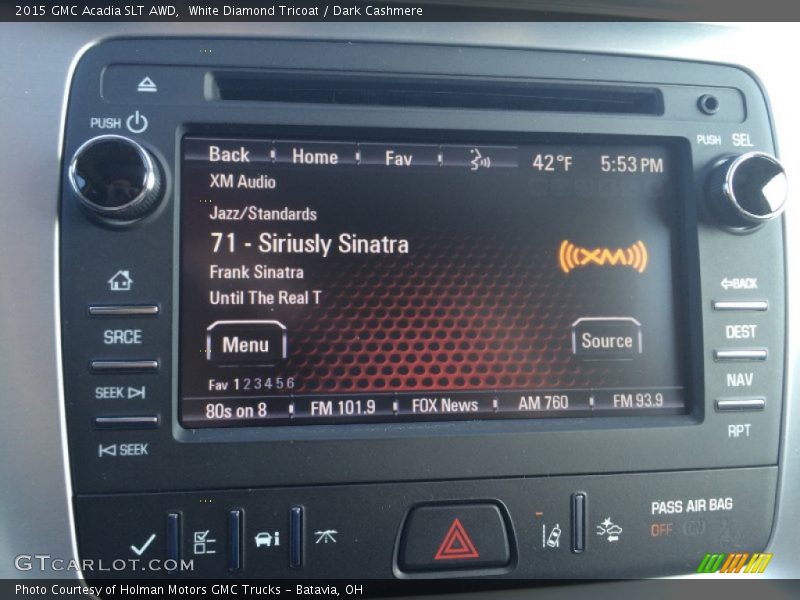 2015 GMC Acadia SLT AWD, White Diamond Tricoat / Dark Cashmere
PUSH
PUSH SEL
Back Home Fav 42°F 5:53 PM
XM Audio
Jazz/Standards
71 - Siriusly Sinatra
Frank Sinatra
Until The Real T
XM
Menu Source
Fav 1 2 3 4 5 6
80s on 8 FM 101.9 FOX News AM 760 FM 93.9
SRCE
SEEK
SEEK
BACK
DEST
NAV
RPT
PASS AIR BAG
OFF
GTCARLOT.COM
Photo Courtesy of Holman Motors GMC Trucks - Batavia, OH